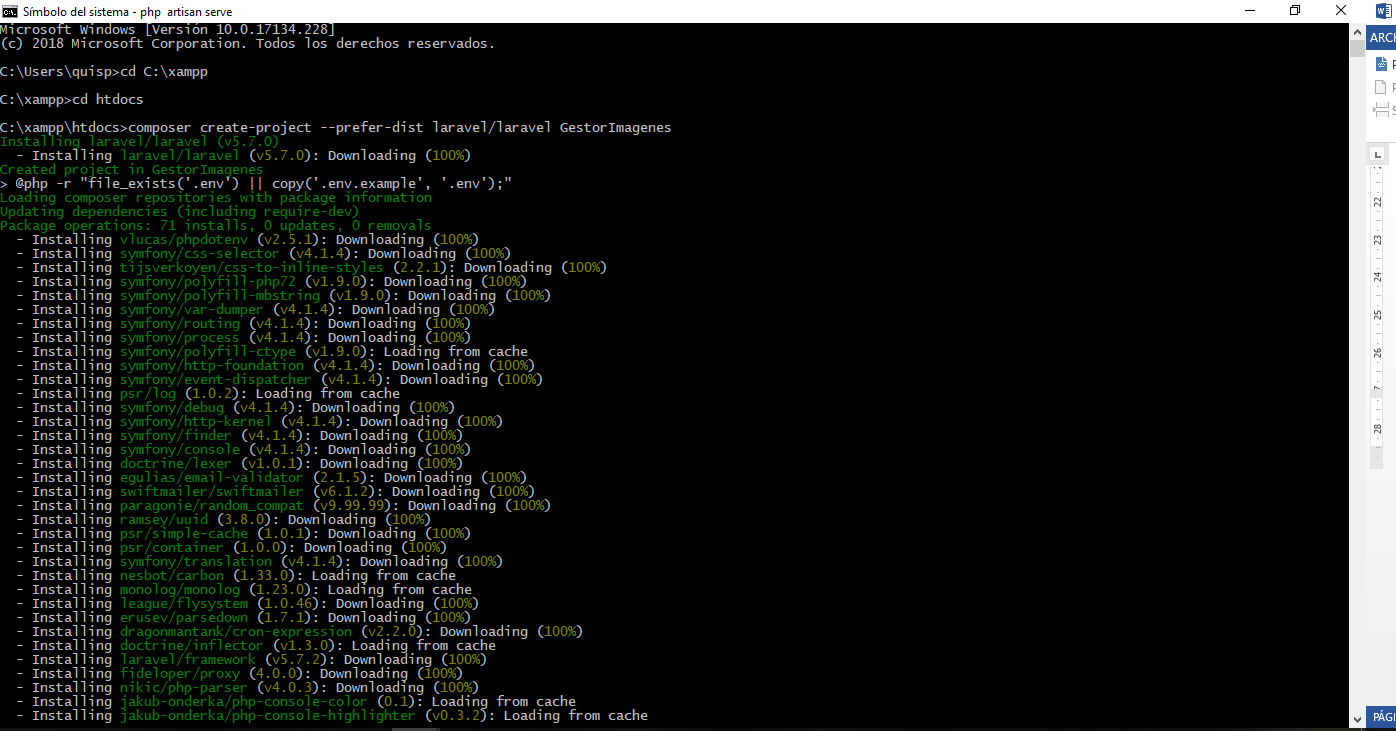 Símbolo del sistema - php  artisan serve
Microsoft Windows [Versión 10.0.17134.228]
(c) 2018 Microsoft Corporation. Todos los derechos reservados.
C:\Users\quisp>cd C:\xampp
C:\xampp>cd htdocs
C:\xampp\htdocs>composer create-project --prefer-dist laravel/laravel GestorImagenes
Installing laravel/laravel (v5.7.0)
  - Installing laravel/laravel (v5.7.0): Downloading (100%)
Created project in GestorImagenes
> @php -r "file_exists('.env') || copy('.env.example', '.env');"
Loading composer repositories with package information
Updating dependencies (including require-dev)
Package operations: 71 installs, 0 updates, 0 removals
  - Installing vlucas/phpdotenv (v2.5.1): Downloading (100%)
  - Installing symfony/css-selector (v4.1.4): Downloading (100%)
  - Installing tijsverkoyen/css-to-inline-styles (2.2.1): Downloading (100%)
  - Installing symfony/polyfill-php72 (v1.9.0): Downloading (100%)
  - Installing symfony/polyfill-mbstring (v1.9.0): Downloading (100%)
  - Installing symfony/var-dumper (v4.1.4): Downloading (100%)
  - Installing symfony/routing (v4.1.4): Downloading (100%)
  - Installing symfony/process (v4.1.4): Downloading (100%)
  - Installing symfony/polyfill-ctype (v1.9.0): Loading from cache
  - Installing symfony/http-foundation (v4.1.4): Downloading (100%)
  - Installing symfony/event-dispatcher (v4.1.4): Downloading (100%)
  - Installing psr/log (1.0.2): Loading from cache
  - Installing symfony/debug (v4.1.4): Downloading (100%)
  - Installing symfony/http-kernel (v4.1.4): Downloading (100%)
  - Installing symfony/finder (v4.1.4): Downloading (100%)
  - Installing symfony/console (v4.1.4): Downloading (100%)
  - Installing doctrine/lexer (v1.0.1): Downloading (100%)
  - Installing egulias/email-validator (2.1.5): Downloading (100%)
  - Installing swiftmailer/swiftmailer (v6.1.2): Downloading (100%)
  - Installing paragonie/random_compat (v9.99.99): Downloading (100%)
  - Installing ramsey/uuid (3.8.0): Downloading (100%)
  - Installing psr/simple-cache (1.0.1): Downloading (100%)
  - Installing psr/container (1.0.0): Downloading (100%)
  - Installing symfony/translation (v4.1.4): Downloading (100%)
  - Installing nesbot/carbon (1.33.0): Loading from cache
  - Installing monolog/monolog (1.23.0): Loading from cache
  - Installing league/flysystem (1.0.46): Downloading (100%)
  - Installing erusev/parsedown (1.7.1): Downloading (100%)
  - Installing dragonmantank/cron-expression (v2.2.0): Downloading (100%)
  - Installing doctrine/inflector (v1.3.0): Loading from cache
  - Installing laravel/framework (v5.7.2): Downloading (100%)
  - Installing fideloper/proxy (4.0.0): Downloading (100%)
  - Installing nikic/php-parser (v4.0.3): Downloading (100%)
  - Installing jakub-onderka/php-console-color (0.1): Loading from cache
  - Installing jakub-onderka/php-console-highlighter (v0.3.2): Loading from cache
ARCH
22
23
24
25
26
28
PÁGI